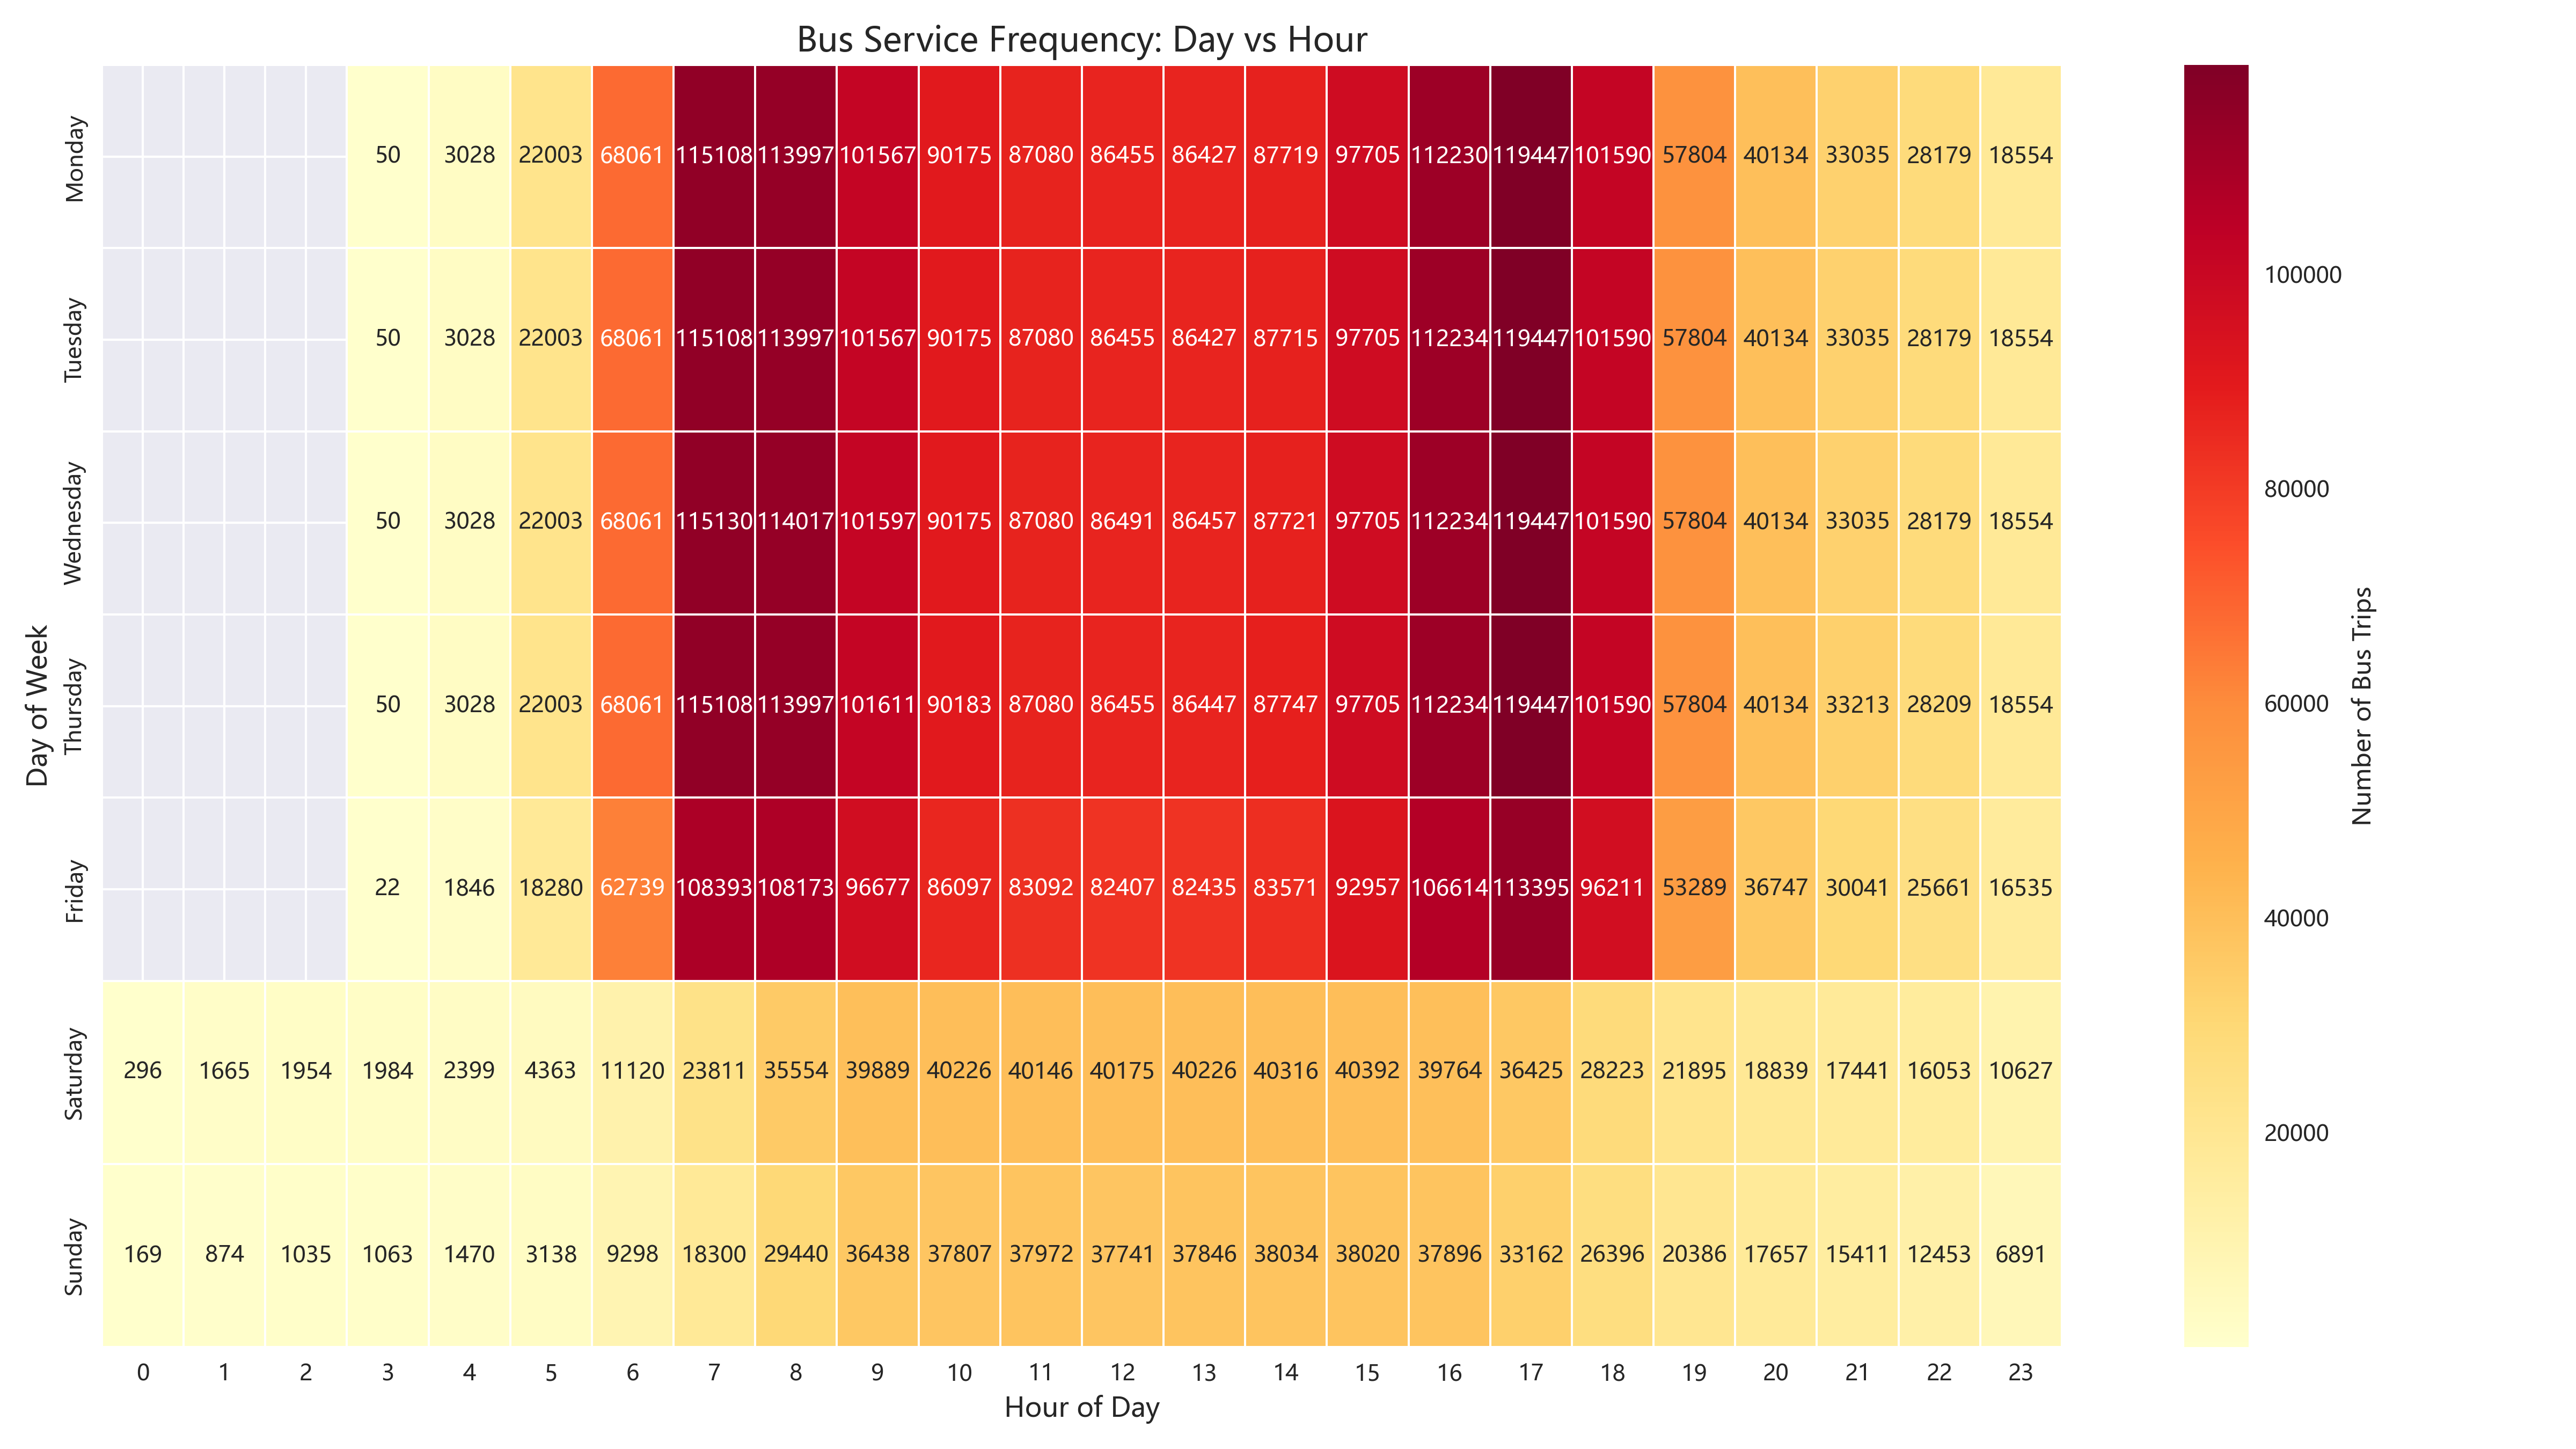 Bus Service Frequency: Day vs Hour
Day of Week
Monday 50 3028 22003 68061 115108 113997 101567 90175 87080 86455 86427 87719 97705 112230 119447 101590 57804 40134 33035 28179 18554
Tuesday 50 3028 22003 68061 115108 113997 101567 90175 87080 86455 86427 87715 97705 112234 119447 101590 57804 40134 33035 28179 18554
Wednesday 50 3028 22003 68061 115130 114017 101597 90175 87080 86491 86457 87721 97705 112234 119447 101590 57804 40134 33035 28179 18554
Thursday 50 3028 22003 68061 115108 113997 101611 90183 87080 86455 86447 87747 97705 112234 119447 101590 57804 40134 33213 28209 18554
Friday 22 1846 18280 62739 108393 108173 96677 86097 83092 82407 82435 83571 92957 106614 113395 96211 53289 36747 30041 25661 16535
Saturday 296 1665 1954 1984 2399 4363 11120 23811 35554 39889 40226 40146 40175 40226 40316 40392 39764 36425 28223 21895 18839 17441 16053 10627
Sunday 169 874 1035 1063 1470 3138 9298 18300 29440 36438 37807 37972 37741 37846 38034 38020 37896 33162 26396 20386 17657 15411 12453 6891
0 1 2 3 4 5 6 7 8 9 10 11 12 13 14 15 16 17 18 19 20 21 22 23
Hour of Day
100000
80000
60000
40000
20000
Number of Bus Trips